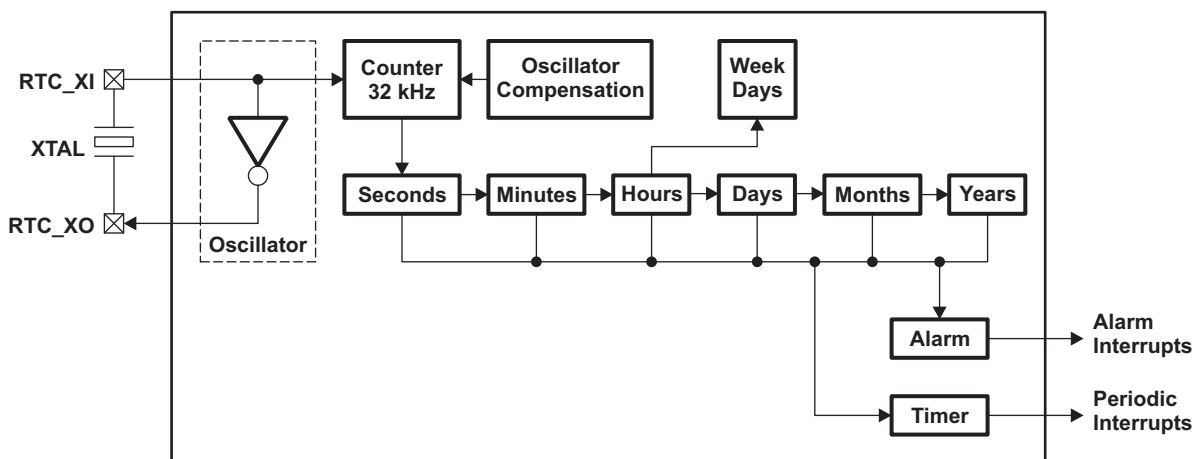 RTC_XI
XTAL
RTC_XO
Oscillator
Counter
32 kHz
Oscillator
Compensation
Week
Days
Seconds
Minutes
Hours
Days
Months
Years
Alarm
Alarm
Interrupts
Timer
Periodic
Interrupts